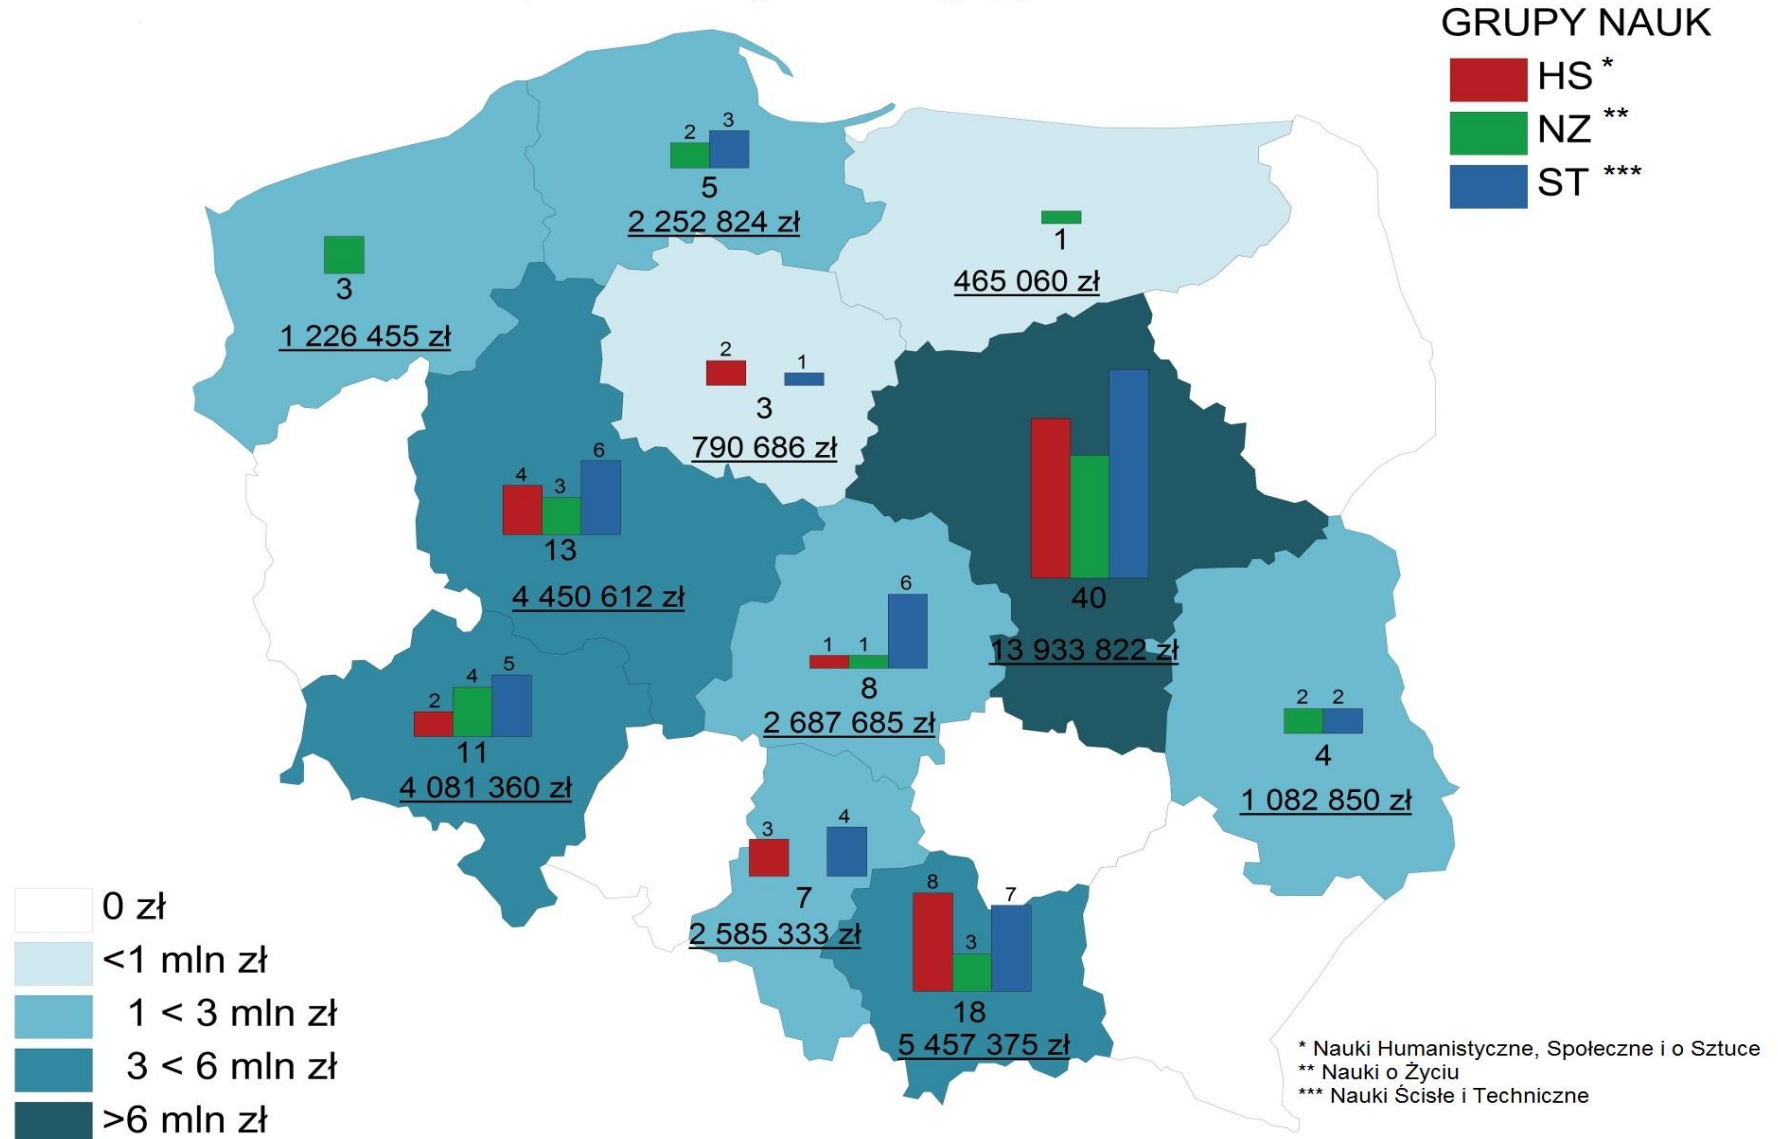 GRUPY NAUK
HS *
NZ **
ST ***
2 3
5
2 252 824 zł
1
465 060 zł
3
1 226 455 zł
2 1
3
790 686 zł
4 3 6
13
4 450 612 zł
40
13 933 822 zł
1 1 6
8
2 687 685 zł
2 4 5
11
4 081 360 zł
2 2
4
1 082 850 zł
3 4
7
2 585 333 zł
8 3 7
18
5 457 375 zł
0 zł
<1 mln zł
1 < 3 mln zł
3 < 6 mln zł
>6 mln zł
* Nauki Humanistyczne, Społeczne i o Sztuce
** Nauki o Życiu
*** Nauki Ścisłe i Techniczne